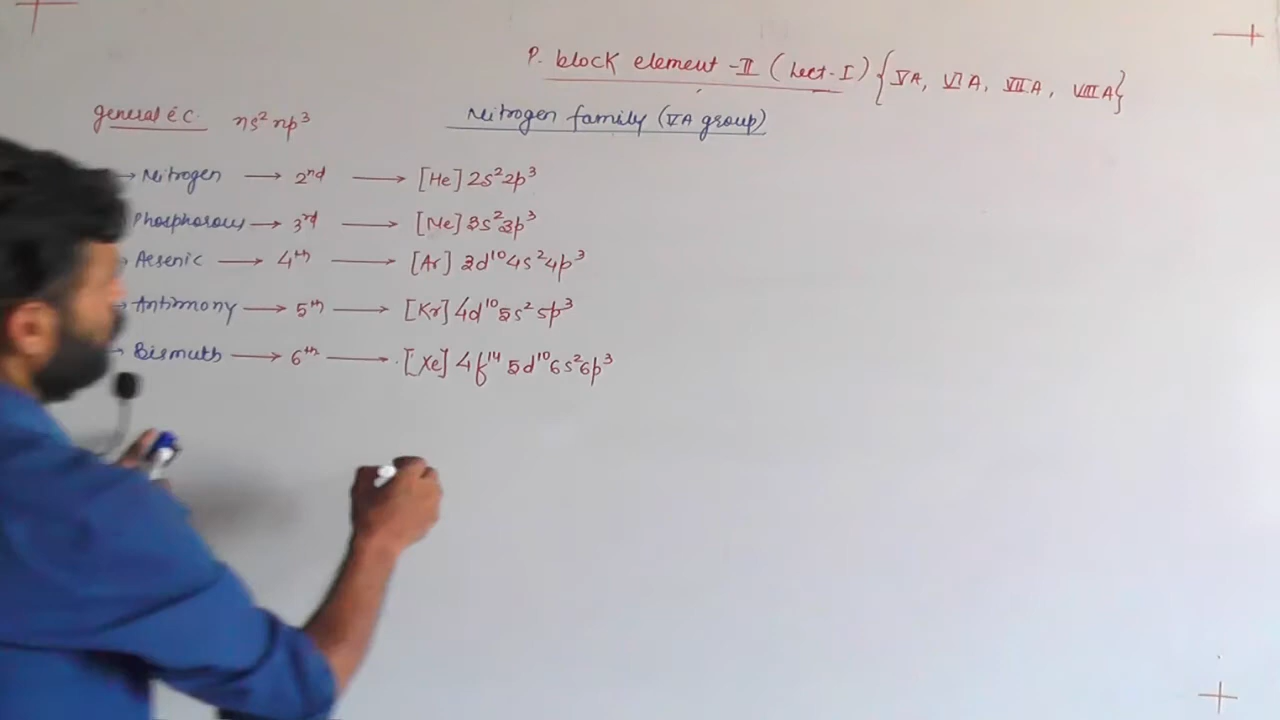 P. block element -II (Lect-I) {VA, VIA, VIIA, VIIIA}
general e.c. ns² np³
Nitrogen family (VA group)
→ Nitrogen → 2nd → [He] 2s² 2p³
Phosphorous → 3rd → [Ne] 3s² 3p³
Arsenic → 4th → [Ar] 3d¹⁰ 4s² 4p³
→ Antimony → 5th → [Kr] 4d¹⁰ 5s² 5p³
→ Bismuth → 6th → [Xe] 4f¹⁴ 5d¹⁰ 6s² 6p³